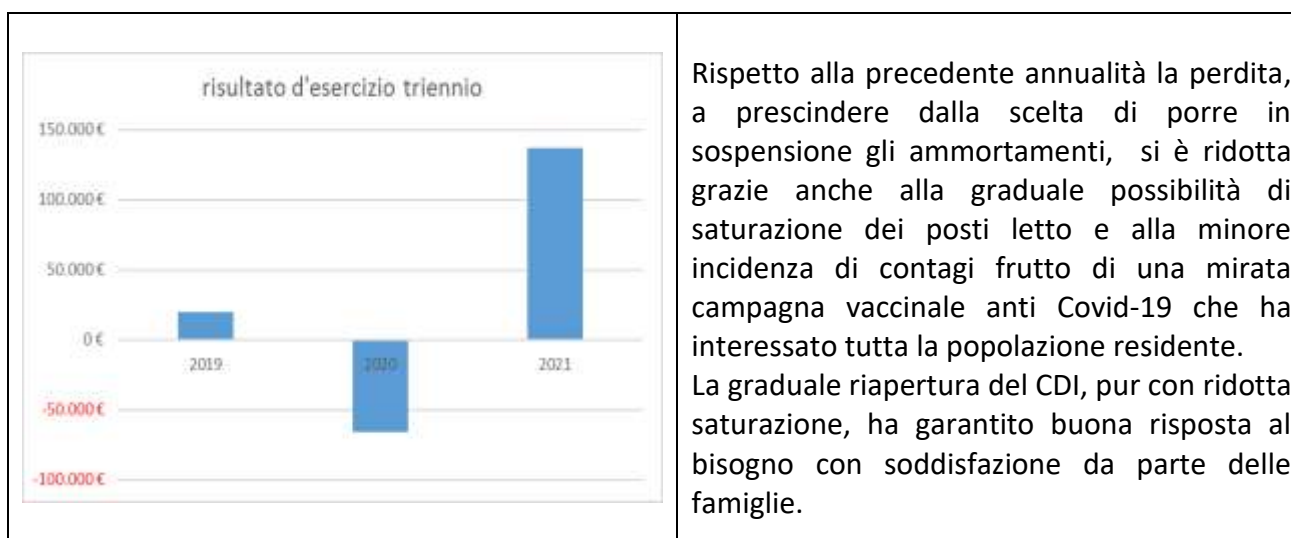 risultato d'esercizio triennio
150.000 €
100.000 €
50.000 €
0 €
2019
2020
2021
-50.000 €
-100.000 €
Rispetto alla precedente annualità la perdita,
a prescindere dalla scelta di porre in
sospensione gli ammortamenti, si è ridotta
grazie anche alla graduale possibilità di
saturazione dei posti letto e alla minore
incidenza di contagi frutto di una mirata
campagna vaccinale anti Covid-19 che ha
interessato tutta la popolazione residente.
La graduale riapertura del CDI, pur con ridotta
saturazione, ha garantito buona risposta al
bisogno con soddisfazione da parte delle
famiglie.